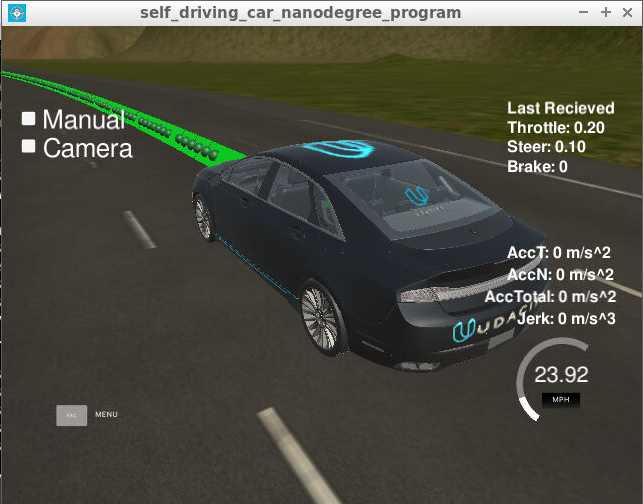 self_driving_car_nanodegree_program
Manual
Camera
Last Recieved
Throttle: 0.20
Steer: 0.10
Brake: 0
AccT: 0 m/s^2
AccN: 0 m/s^2
AccTotal: 0 m/s^2
Jerk: 0 m/s^3
23.92
MPH
ESC MENU